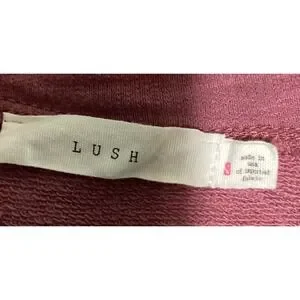 LUSH
made in
USA
of imported
fabric